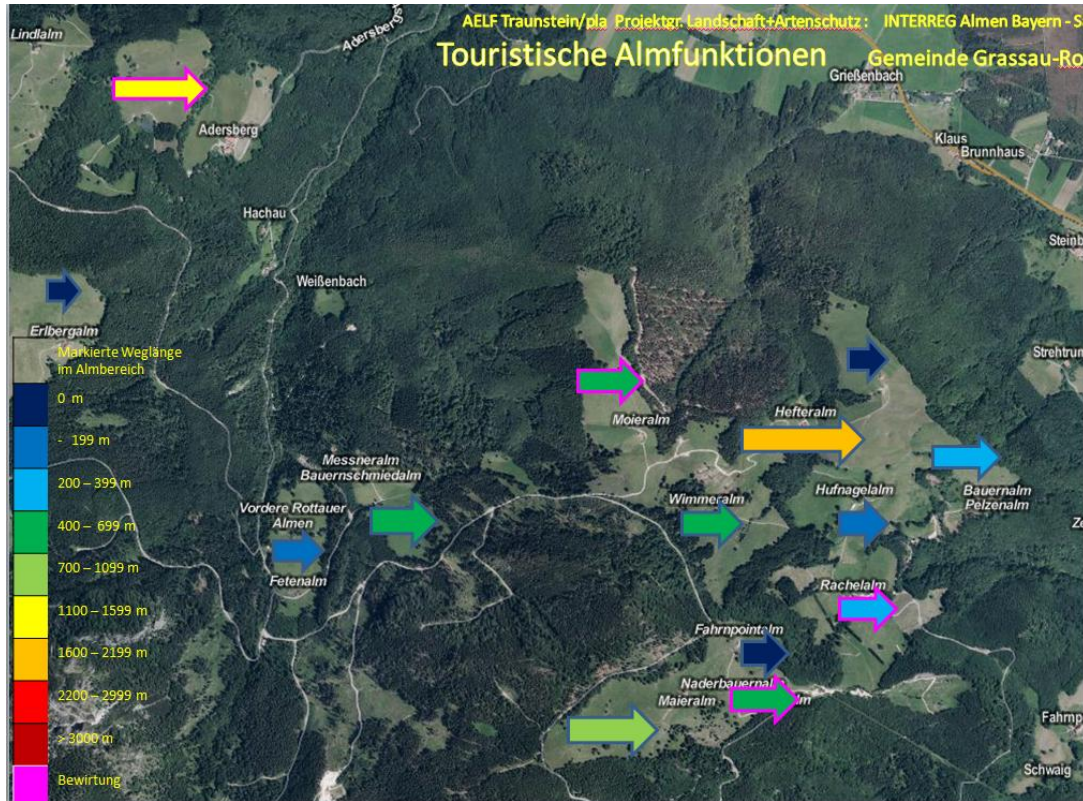 AELF Traunstein/pla Projektgr. Landschaft+Artenschutz : INTERREG Almen Bayern - S
Touristische Almfunktionen Gemeinde Grassau-Ro
Lindlalm
Adersberg
Grießenbach
Klaus
Brunnhaus
Hachau
Steinb
Weißenbach
Erlbergalm
Strehtrum
Moieralm
Hefteralm
Messneralm
Bauernschmiedalm
Vordere Rottauer
Almen
Fetenalm
Wimmeralm
Hufnagelalm
Bauernalm
Pelzenalm
Rachelalm
Fahrnpointalm
Naderbauernalm
Maieralm
lm
Fahrnp
Schwaig
Markierte Weglänge
im Almbereich
0 m
- 199 m
200 – 399 m
400 – 699 m
700 – 1099 m
1100 – 1599 m
1600 – 2199 m
2200 – 2999 m
> 3000 m
Bewirtung